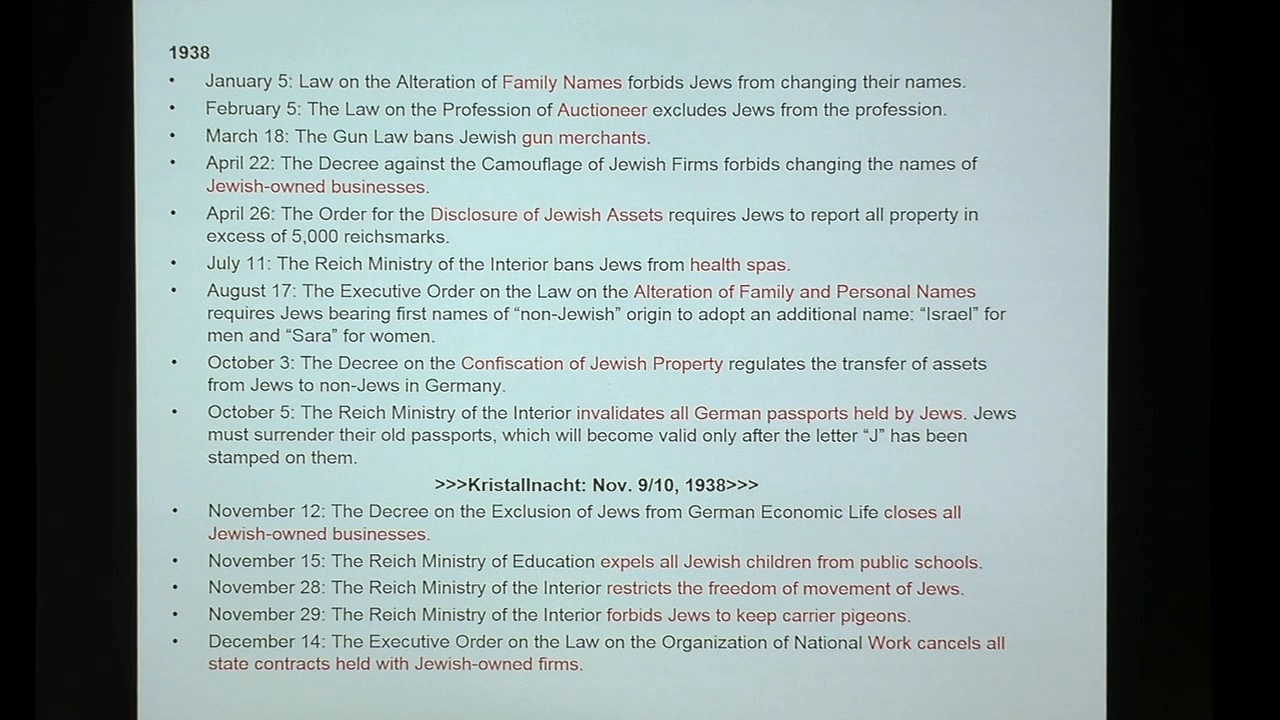 1938
• January 5: Law on the Alteration of Family Names forbids Jews from changing their names.
• February 5: The Law on the Profession of Auctioneer excludes Jews from the profession.
• March 18: The Gun Law bans Jewish gun merchants.
• April 22: The Decree against the Camouflage of Jewish Firms forbids changing the names of
Jewish-owned businesses.
• April 26: The Order for the Disclosure of Jewish Assets requires Jews to report all property in
excess of 5,000 reichsmarks.
• July 11: The Reich Ministry of the Interior bans Jews from health spas.
• August 17: The Executive Order on the Law on the Alteration of Family and Personal Names
requires Jews bearing first names of “non-Jewish” origin to adopt an additional name: “Israel” for
men and “Sara” for women.
• October 3: The Decree on the Confiscation of Jewish Property regulates the transfer of assets
from Jews to non-Jews in Germany.
• October 5: The Reich Ministry of the Interior invalidates all German passports held by Jews. Jews
must surrender their old passports, which will become valid only after the letter “J” has been
stamped on them.
>>>Kristallnacht: Nov. 9/10, 1938>>>
• November 12: The Decree on the Exclusion of Jews from German Economic Life closes all
Jewish-owned businesses.
• November 15: The Reich Ministry of Education expels all Jewish children from public schools.
• November 28: The Reich Ministry of the Interior restricts the freedom of movement of Jews.
• November 29: The Reich Ministry of the Interior forbids Jews to keep carrier pigeons.
• December 14: The Executive Order on the Law on the Organization of National Work cancels all
state contracts held with Jewish-owned firms.